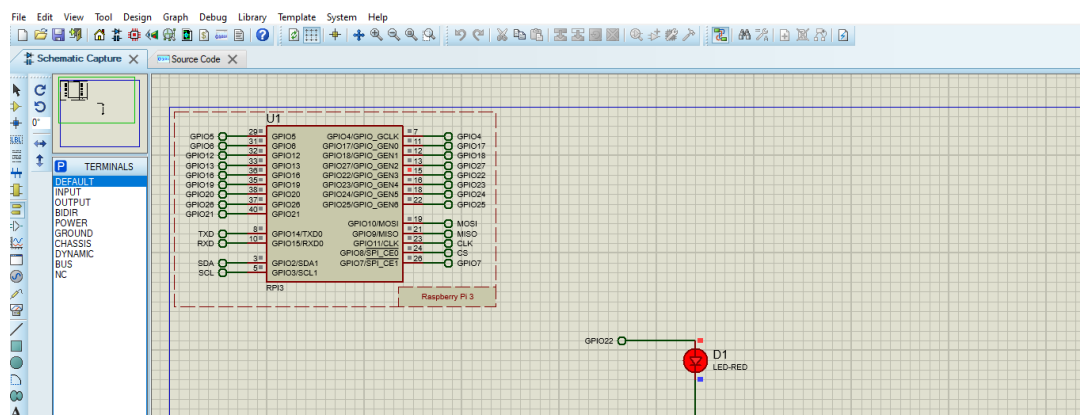 File Edit View Tool Design Graph Debug Library Template System Help
Schematic Capture
Source Code
0°
LBL
P TERMINALS
DEFAULT
INPUT
OUTPUT
BIDIR
POWER
GROUND
CHASSIS
DYNAMIC
BUS
NC
A
U1
GPIO5 29 GPIO5 GPIO4/GPIO_GCLK 7 GPIO4
GPIO6 31 GPIO6 GPIO17/GPIO_GEN0 11 GPIO17
GPIO12 32 GPIO12 GPIO18/GPIO_GEN1 12 GPIO18
GPIO13 33 GPIO13 GPIO27/GPIO_GEN2 13 GPIO27
GPIO16 36 GPIO16 GPIO22/GPIO_GEN3 15 GPIO22
GPIO19 35 GPIO19 GPIO23/GPIO_GEN4 16 GPIO23
GPIO20 38 GPIO20 GPIO24/GPIO_GEN5 18 GPIO24
GPIO26 37 GPIO26 GPIO25/GPIO_GEN6 22 GPIO25
GPIO21 40 GPIO21
GPIO10/MOSI 19 MOSI
TXD 8 GPIO14/TXD0 GPIO9/MISO 21 MISO
RXD 10 GPIO15/RXD0 GPIO11/CLK 23 CLK
GPIO8/SPI_CE0 24 CS
SDA 3 GPIO2/SDA1 GPIO7/SPI_CE1 26 GPIO7
SCL 5 GPIO3/SCL1
RPI3
Raspberry Pi 3
GPIO22
D1
LED-RED